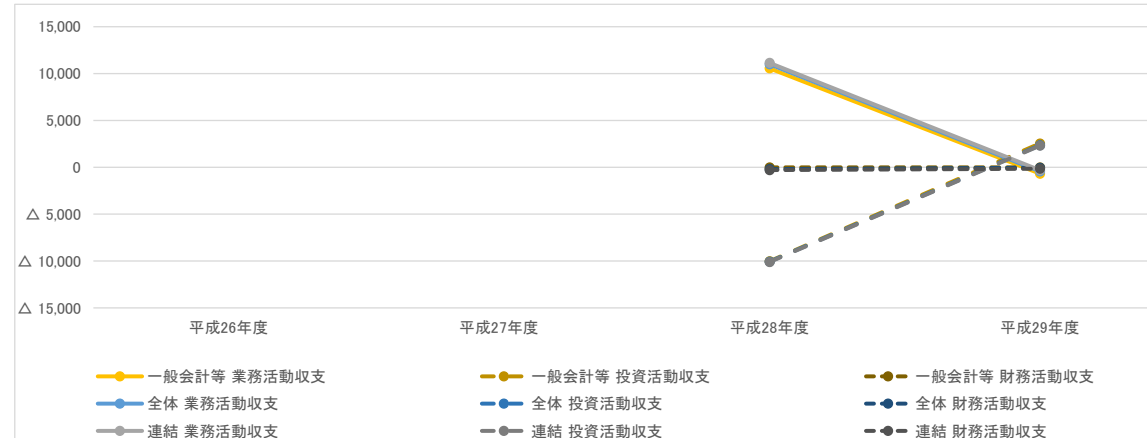 15,000
10,000
5,000
0
△ 5,000
△ 10,000
△ 15,000
平成26年度 平成27年度 平成28年度 平成29年度
一般会計等 業務活動収支 一般会計等 投資活動収支 一般会計等 財務活動収支
全体 業務活動収支 全体 投資活動収支 全体 財務活動収支
連結 業務活動収支 連結 投資活動収支 連結 財務活動収支